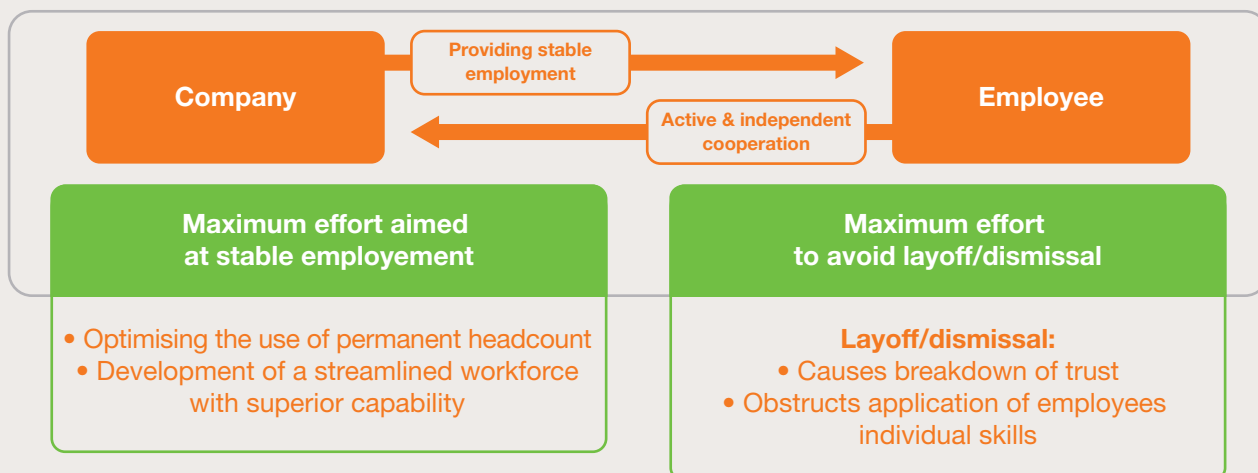 Company
Providing stable
employment
Employee
Active & independent
cooperation
Maximum effort aimed
at stable employement
• Optimising the use of permanent headcount
• Development of a streamlined workforce
with superior capability
Maximum effort
to avoid layoff/dismissal
Layoff/dismissal:
• Causes breakdown of trust
• Obstructs application of employees
individual skills